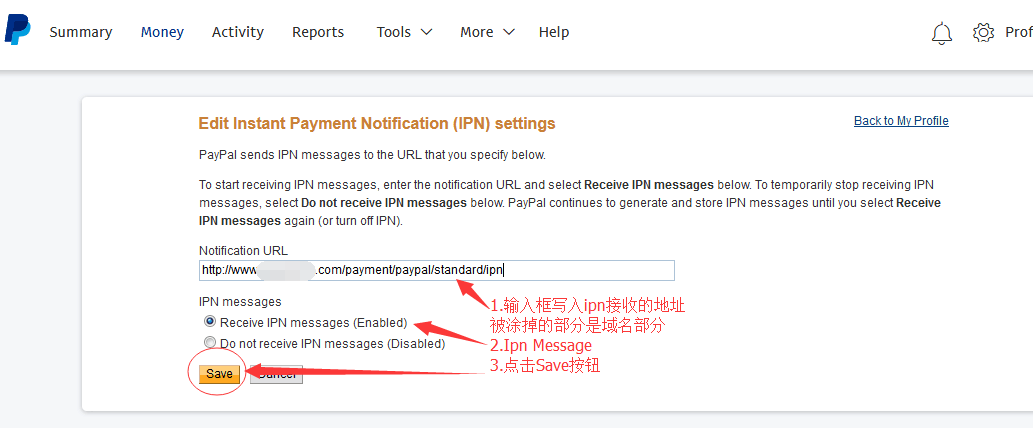 Summary Money Activity Reports Tools More Help Prof
Edit Instant Payment Notification (IPN) settings
Back to My Profile
PayPal sends IPN messages to the URL that you specify below.
To start receiving IPN messages, enter the notification URL and select Receive IPN messages below. To temporarily stop receiving IPN
messages, select Do not receive IPN messages below. PayPal continues to generate and store IPN messages until you select Receive
IPN messages again (or turn off IPN).
Notification URL
http://www .com/payment/paypal/standard/ipn
1.输入框写入ipn接收的地址
被涂掉的部分是域名部分
IPN messages
Receive IPN messages (Enabled)
2.Ipn Message
Do not receive IPN messages (Disabled)
3.点击Save按钮
Save Cancel